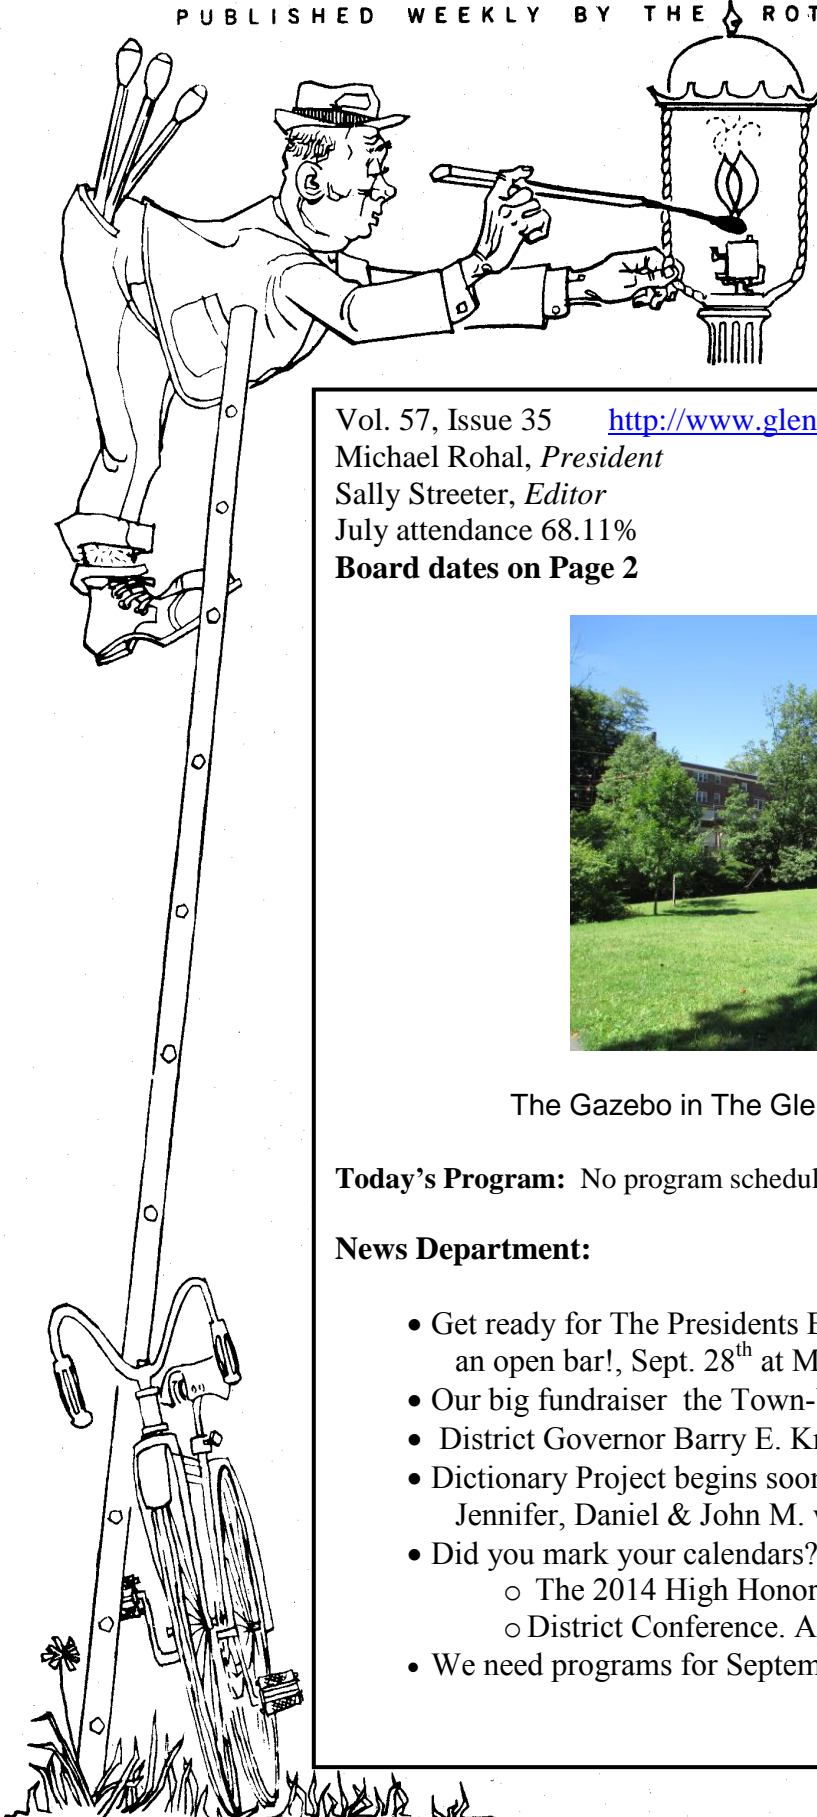 PUBLISHED WEEKLY BY THE ROT
Vol. 57, Issue 35 http://www.glen
Michael Rohal, President
Sally Streeter, Editor
July attendance 68.11%
Board dates on Page 2
The Gazebo in The Gle
Today's Program: No program schedul
News Department:
• Get ready for The Presidents B
an open bar!, Sept. 28th at M
• Our big fundraiser the Town-
• District Governor Barry E. Kr
• Dictionary Project begins soon
Jennifer, Daniel & John M. v
• Did you mark your calendars?
o The 2014 High Honor
o District Conference. A
• We need programs for Septem